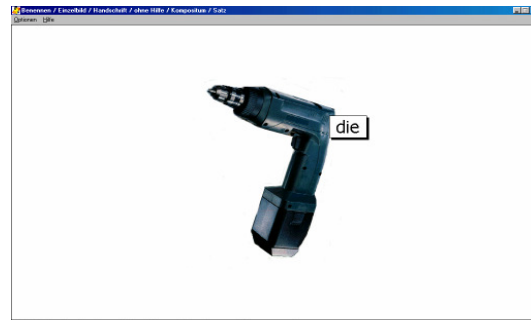 Benennen / Einzelbild / Handschrift / ohne Hilfe / Kompositum / Satz
Optionen Hilfe
die